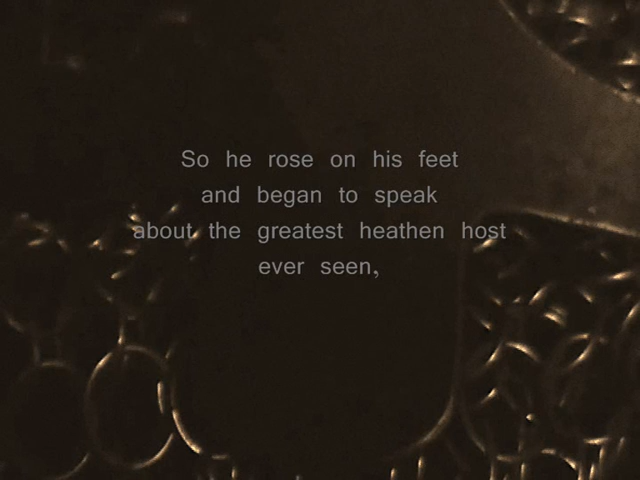 So he rose on his feet
and began to speak
about the greatest heathen host
ever seen,